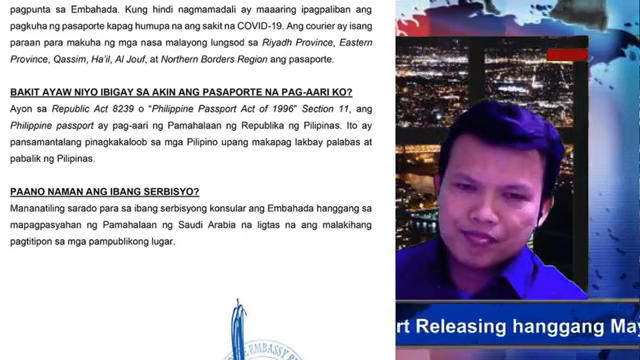 pagpunta sa Embahada. Kung hindi nagmamadali ay maaaring ipagpaliban ang
pagkuha ng pasaporte kapag humupa na ang sakit na COVID-19. Ang courier ay isang
paraan para makuha ng mga nasa malayong lungsod sa Riyadh Province, Eastern
Province, Qassim, Ha'il, Al Jouf, at Northern Borders Region ang pasaporte.
BAKIT AYAW NIYO IBIGAY SA AKIN ANG PASAPORTE NA PAG-AARI KO?
Ayon sa Republic Act 8239 o “Philippine Passport Act of 1996” Section 11, ang
Philippine passport ay pag-aari ng Pamahalaan ng Republika ng Pilipinas. Ito ay
pansamantalang pinagkakaloob sa mga Pilipino upang makapag lakbay palabas at
pabalik ng Pilipinas.
PAANO NAMAN ANG IBANG SERBISYO?
Mananatiling sarado para sa ibang serbisyong konsular ang Embahada hanggang sa
mapagpasyahan ng Pamahalaan ng Saudi Arabia na ligtas na ang malakihang
pagtitipon sa mga pampublikong lugar.
EMBASSY
rt Releasing hanggang May